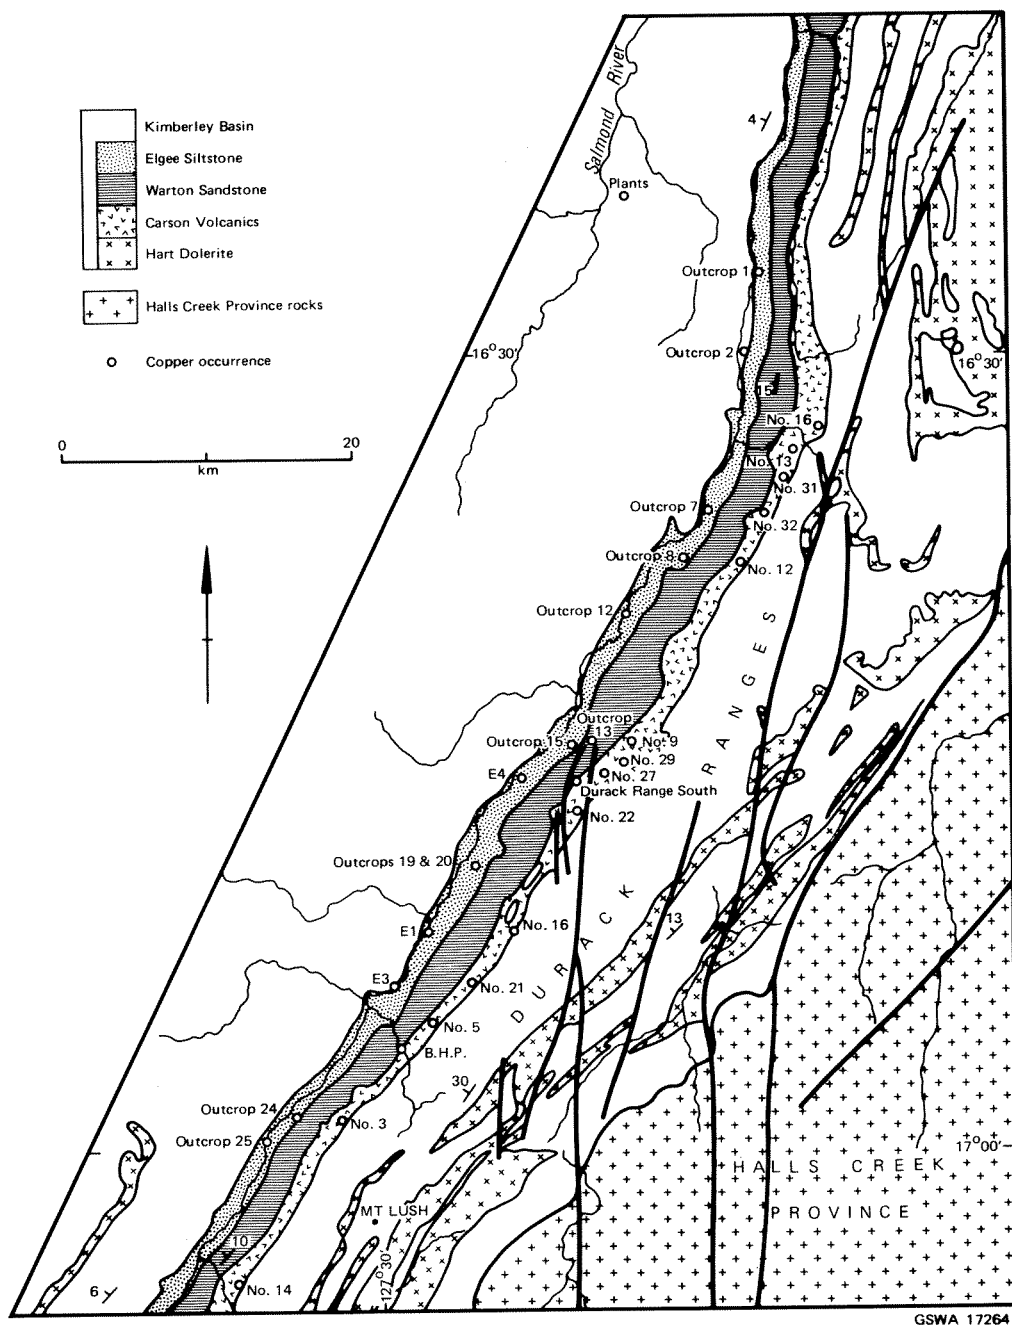 Kimberley Basin
Elgee Siltstone
Warton Sandstone
Carson Volcanics
Hart Dolerite
Halls Creek Province rocks
Copper occurrence
0 20
km
Salmond River
4
Plants
Outcrop 1
16°30'
Outcrop 2
16°30'
15
No. 16
No. 13
No. 31
Outcrop 7
No. 32
Outcrop 8
No. 12
Outcrop 12
Outcrop 13
Outcrop 15
No. 9
No. 29
E4
No. 27
Durack Range South
No. 22
Outcrops 19 & 20
DURACK RANGES
13
E1
No. 16
E3
No. 21
No. 5
B.H.P.
30
Outcrop 24
No. 3
Outcrop 25
17°00'
HALLS CREEK
PROVINCE
MT LUSH
10
127°30'
No. 14
6
GSWA 17264